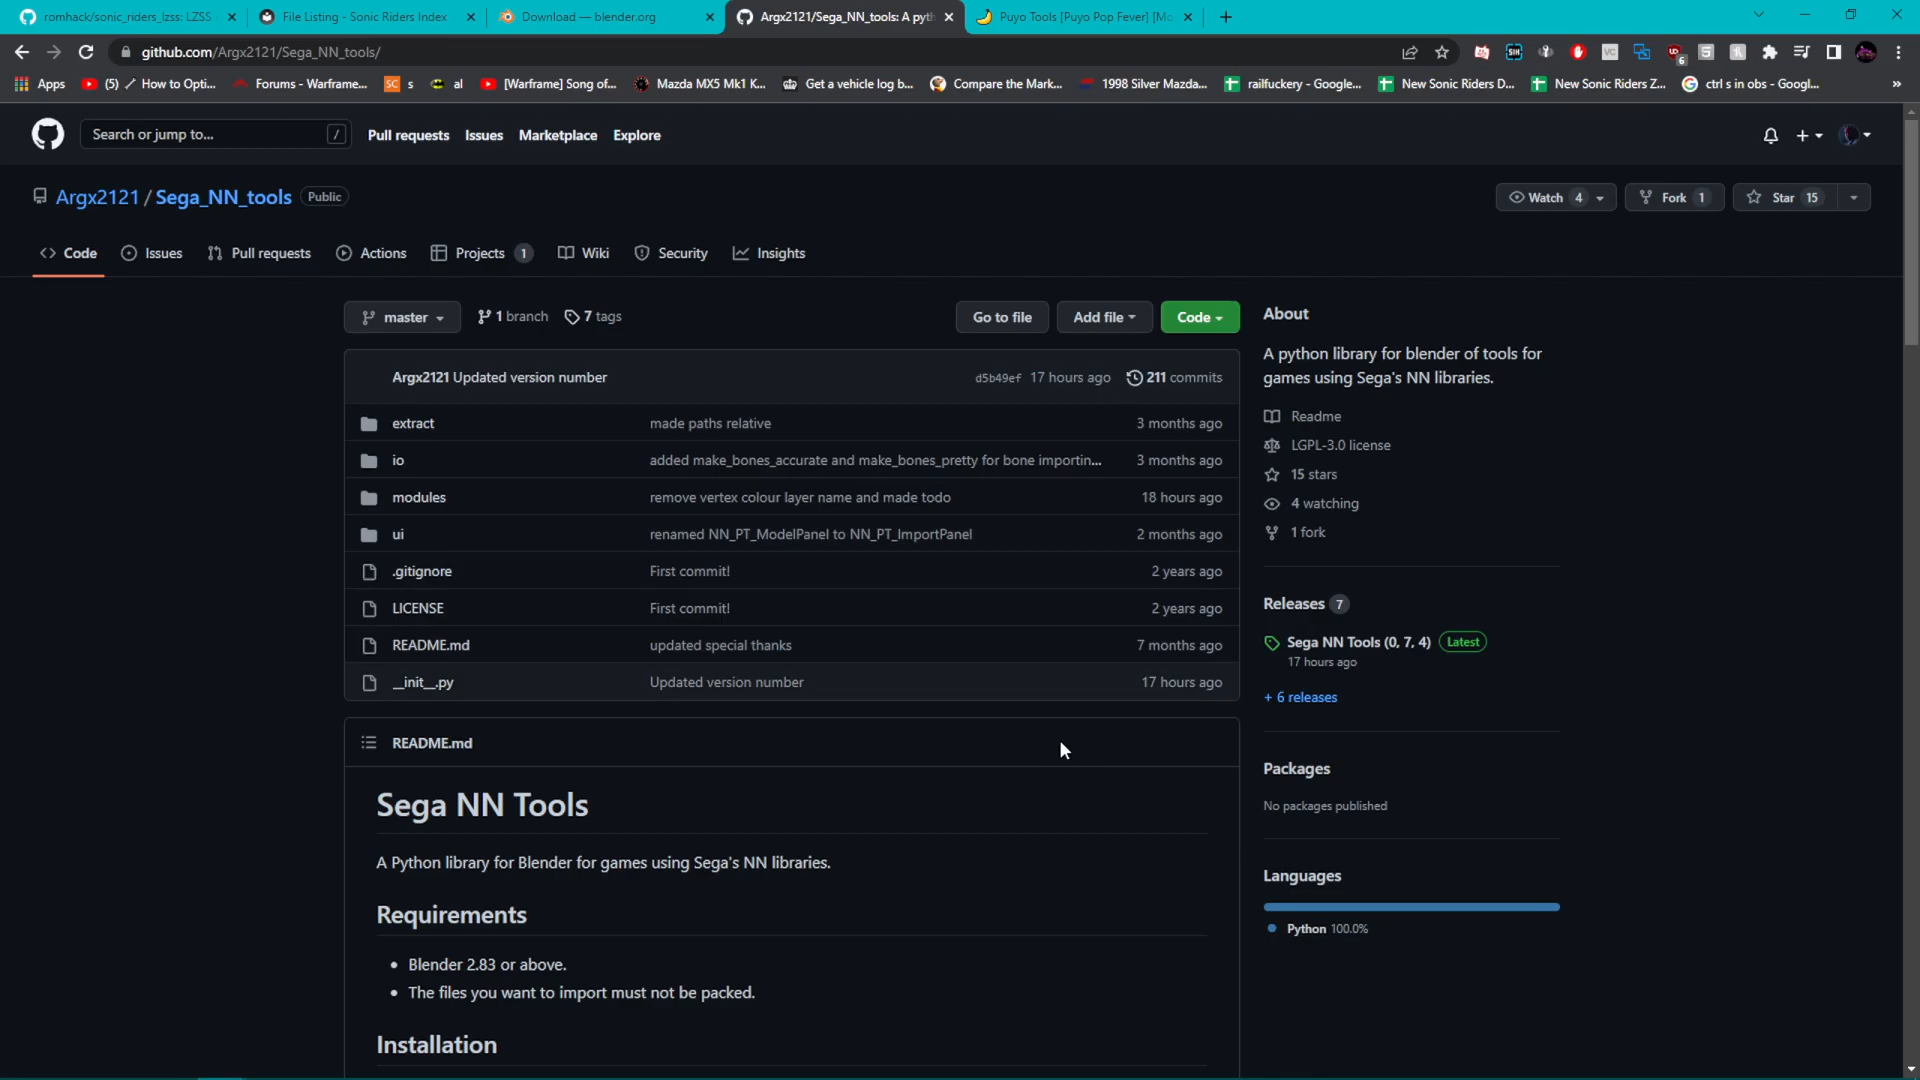 romhack/sonic_riders_lzss: LZSS
File Listing - Sonic Riders Index
Download — blender.org
Argx2121/Sega_NN_tools: A pyth
Puyo Tools [Puyo Pop Fever] [Mo
github.com/Argx2121/Sega_NN_tools/
6
Apps
(5) How to Opti...
Forums - Warframe...
SC s
al
[Warframe] Song of...
Mazda MX5 Mk1 K...
Get a vehicle log b...
Compare the Mark...
1998 Silver Mazda...
railfuckery - Google...
New Sonic Riders D...
New Sonic Riders Z...
ctrl s in obs - Googl...
»
Search or jump to... /
Pull requests
Issues
Marketplace
Explore
Argx2121 / Sega_NN_tools Public
Watch 4
Fork 1
Star 15
<> Code
Issues
Pull requests
Actions
Projects 1
Wiki
Security
Insights
master
1 branch
7 tags
Go to file
Add file
Code
Argx2121 Updated version number d5b49ef 17 hours ago 211 commits
extract made paths relative 3 months ago
io added make_bones_accurate and make_bones_pretty for bone importin... 3 months ago
modules remove vertex colour layer name and made todo 18 hours ago
ui renamed NN_PT_ModelPanel to NN_PT_ImportPanel 2 months ago
.gitignore First commit! 2 years ago
LICENSE First commit! 2 years ago
README.md updated special thanks 7 months ago
__init__.py Updated version number 17 hours ago
README.md
Sega NN Tools
A Python library for Blender for games using Sega's NN libraries.
Requirements
• Blender 2.83 or above.
• The files you want to import must not be packed.
Installation
About
A python library for blender of tools for
games using Sega's NN libraries.
Readme
LGPL-3.0 license
15 stars
4 watching
1 fork
Releases 7
Sega NN Tools (0, 7, 4) Latest
17 hours ago
+ 6 releases
Packages
No packages published
Languages
Python 100.0%